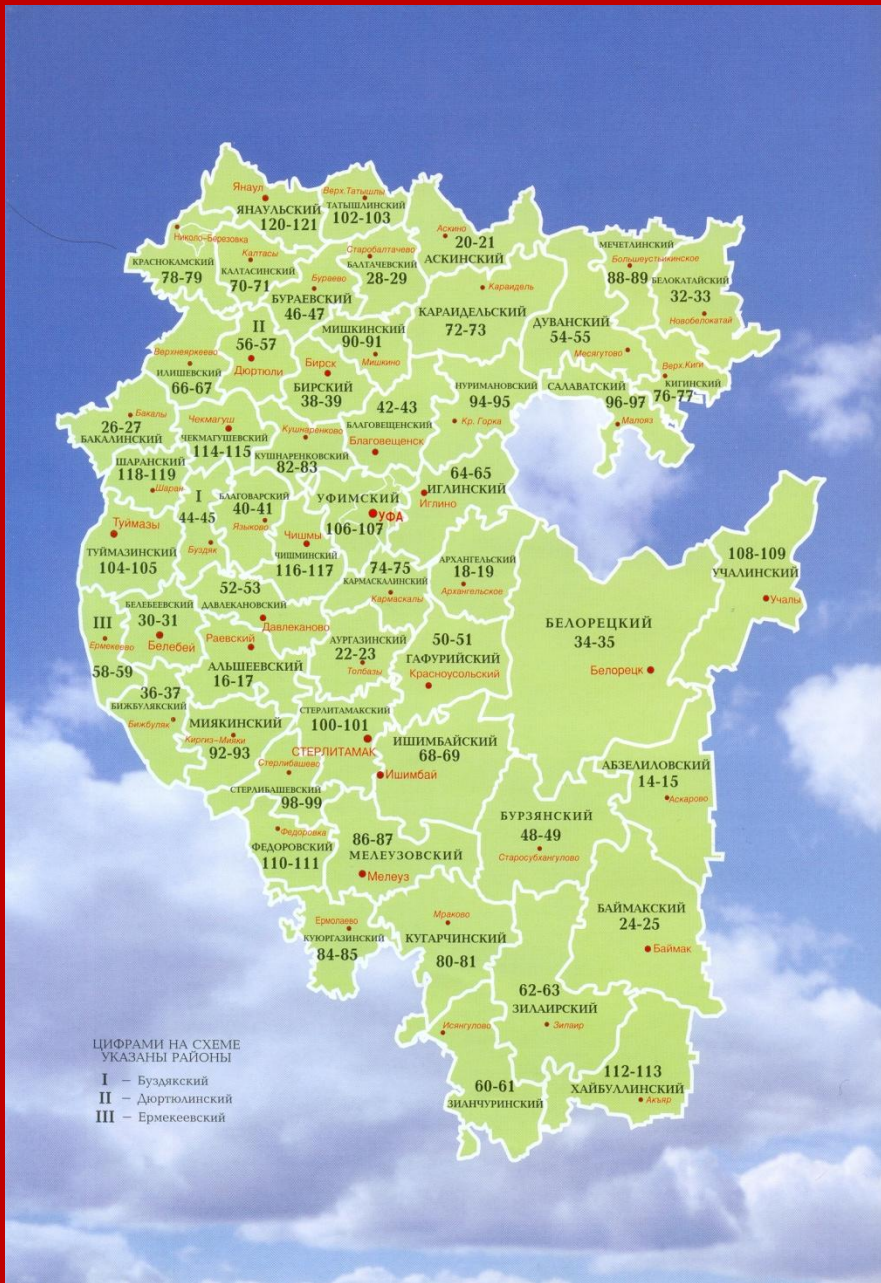 Янаул
ЯНАУЛЬСКИЙ
120-121
Верх.Татышлы
ТАТЫШЛИНСКИЙ
102-103
Николо-Березовка
КРАСНОКАМСКИЙ
78-79
Калтасы
КАЛТАСИНСКИЙ
70-71
Старобалтачево
БАЛТАЧЕВСКИЙ
28-29
Аскино
20-21
АСКИНСКИЙ
Бураево
БУРАЕВСКИЙ
46-47
Караидель
КАРАИДЕЛЬСКИЙ
72-73
МЕЧЕТЛИНСКИЙ
Большеустьикинское
88-89
БЕЛОКАТАЙСКИЙ
32-33
Новобелокатай
ДУВАНСКИЙ
54-55
Месягутово
II
56-57
Дюртюли
МИШКИНСКИЙ
90-91
Мишкино
Верхнеяркеево
ИЛИШЕВСКИЙ
66-67
Бирск
БИРСКИЙ
38-39
НУРИМАНОВСКИЙ
94-95
Кр. Горка
САЛАВАТСКИЙ
96-97
Малояз
Верх.Киги
КИГИНСКИЙ
76-77
Бакалы
26-27
БАКАЛИНСКИЙ
Чекмагуш
ЧЕКМАГУШЕВСКИЙ
114-115
Кушнаренково
КУШНАРЕНКОВСКИЙ
82-83
42-43
БЛАГОВЕЩЕНСКИЙ
Благовещенск
ШАРАНСКИЙ
118-119
Шаран
I
44-45
Буздяк
БЛАГОВАРСКИЙ
40-41
Языково
УФИМСКИЙ
УФА
106-107
64-65
ИГЛИНСКИЙ
Иглино
Туймазы
ТУЙМАЗИНСКИЙ
104-105
Чишмы
ЧИШМИНСКИЙ
116-117
74-75
КАРМАСКАЛИНСКИЙ
Кармаскалы
АРХАНГЕЛЬСКИЙ
18-19
Архангельское
108-109
УЧАЛИНСКИЙ
Учалы
52-53
ДАВЛЕКАНОВСКИЙ
Давлеканово
БЕЛЕБЕЕВСКИЙ
30-31
Белебей
III
Ермекеево
58-59
Раевский
АЛЬШЕЕВСКИЙ
16-17
АУРГАЗИНСКИЙ
22-23
Толбазы
50-51
ГАФУРИЙСКИЙ
Красноусольский
БЕЛОРЕЦКИЙ
34-35
Белорецк
36-37
БИЖБУЛЯКСКИЙ
Бижбуляк
МИЯКИНСКИЙ
Киргиз-Мияки
92-93
СТЕРЛИТАМАКСКИЙ
100-101
СТЕРЛИТАМАК
ИШИМБАЙСКИЙ
68-69
Ишимбай
Стерлибашево
СТЕРЛИБАШЕВСКИЙ
98-99
АБЗЕЛИЛОВСКИЙ
14-15
Аскарово
Федоровка
ФЕДОРОВСКИЙ
110-111
86-87
МЕЛЕУЗОВСКИЙ
Мелеуз
БУРЗЯНСКИЙ
48-49
Старосубхангулово
Ермолаево
КУЮРГАЗИНСКИЙ
84-85
Мраково
КУГАРЧИНСКИЙ
80-81
БАЙМАКСКИЙ
24-25
Баймак
62-63
ЗИЛАИРСКИЙ
Зилаир
Исянгулово
60-61
ЗИАНЧУРИНСКИЙ
112-113
ХАЙБУЛЛИНСКИЙ
Акъяр
ЦИФРАМИ НА СХЕМЕ
УКАЗАНЫ РАЙОНЫ
I – Буздякский
II – Дюртюлинский
III – Ермекеевский